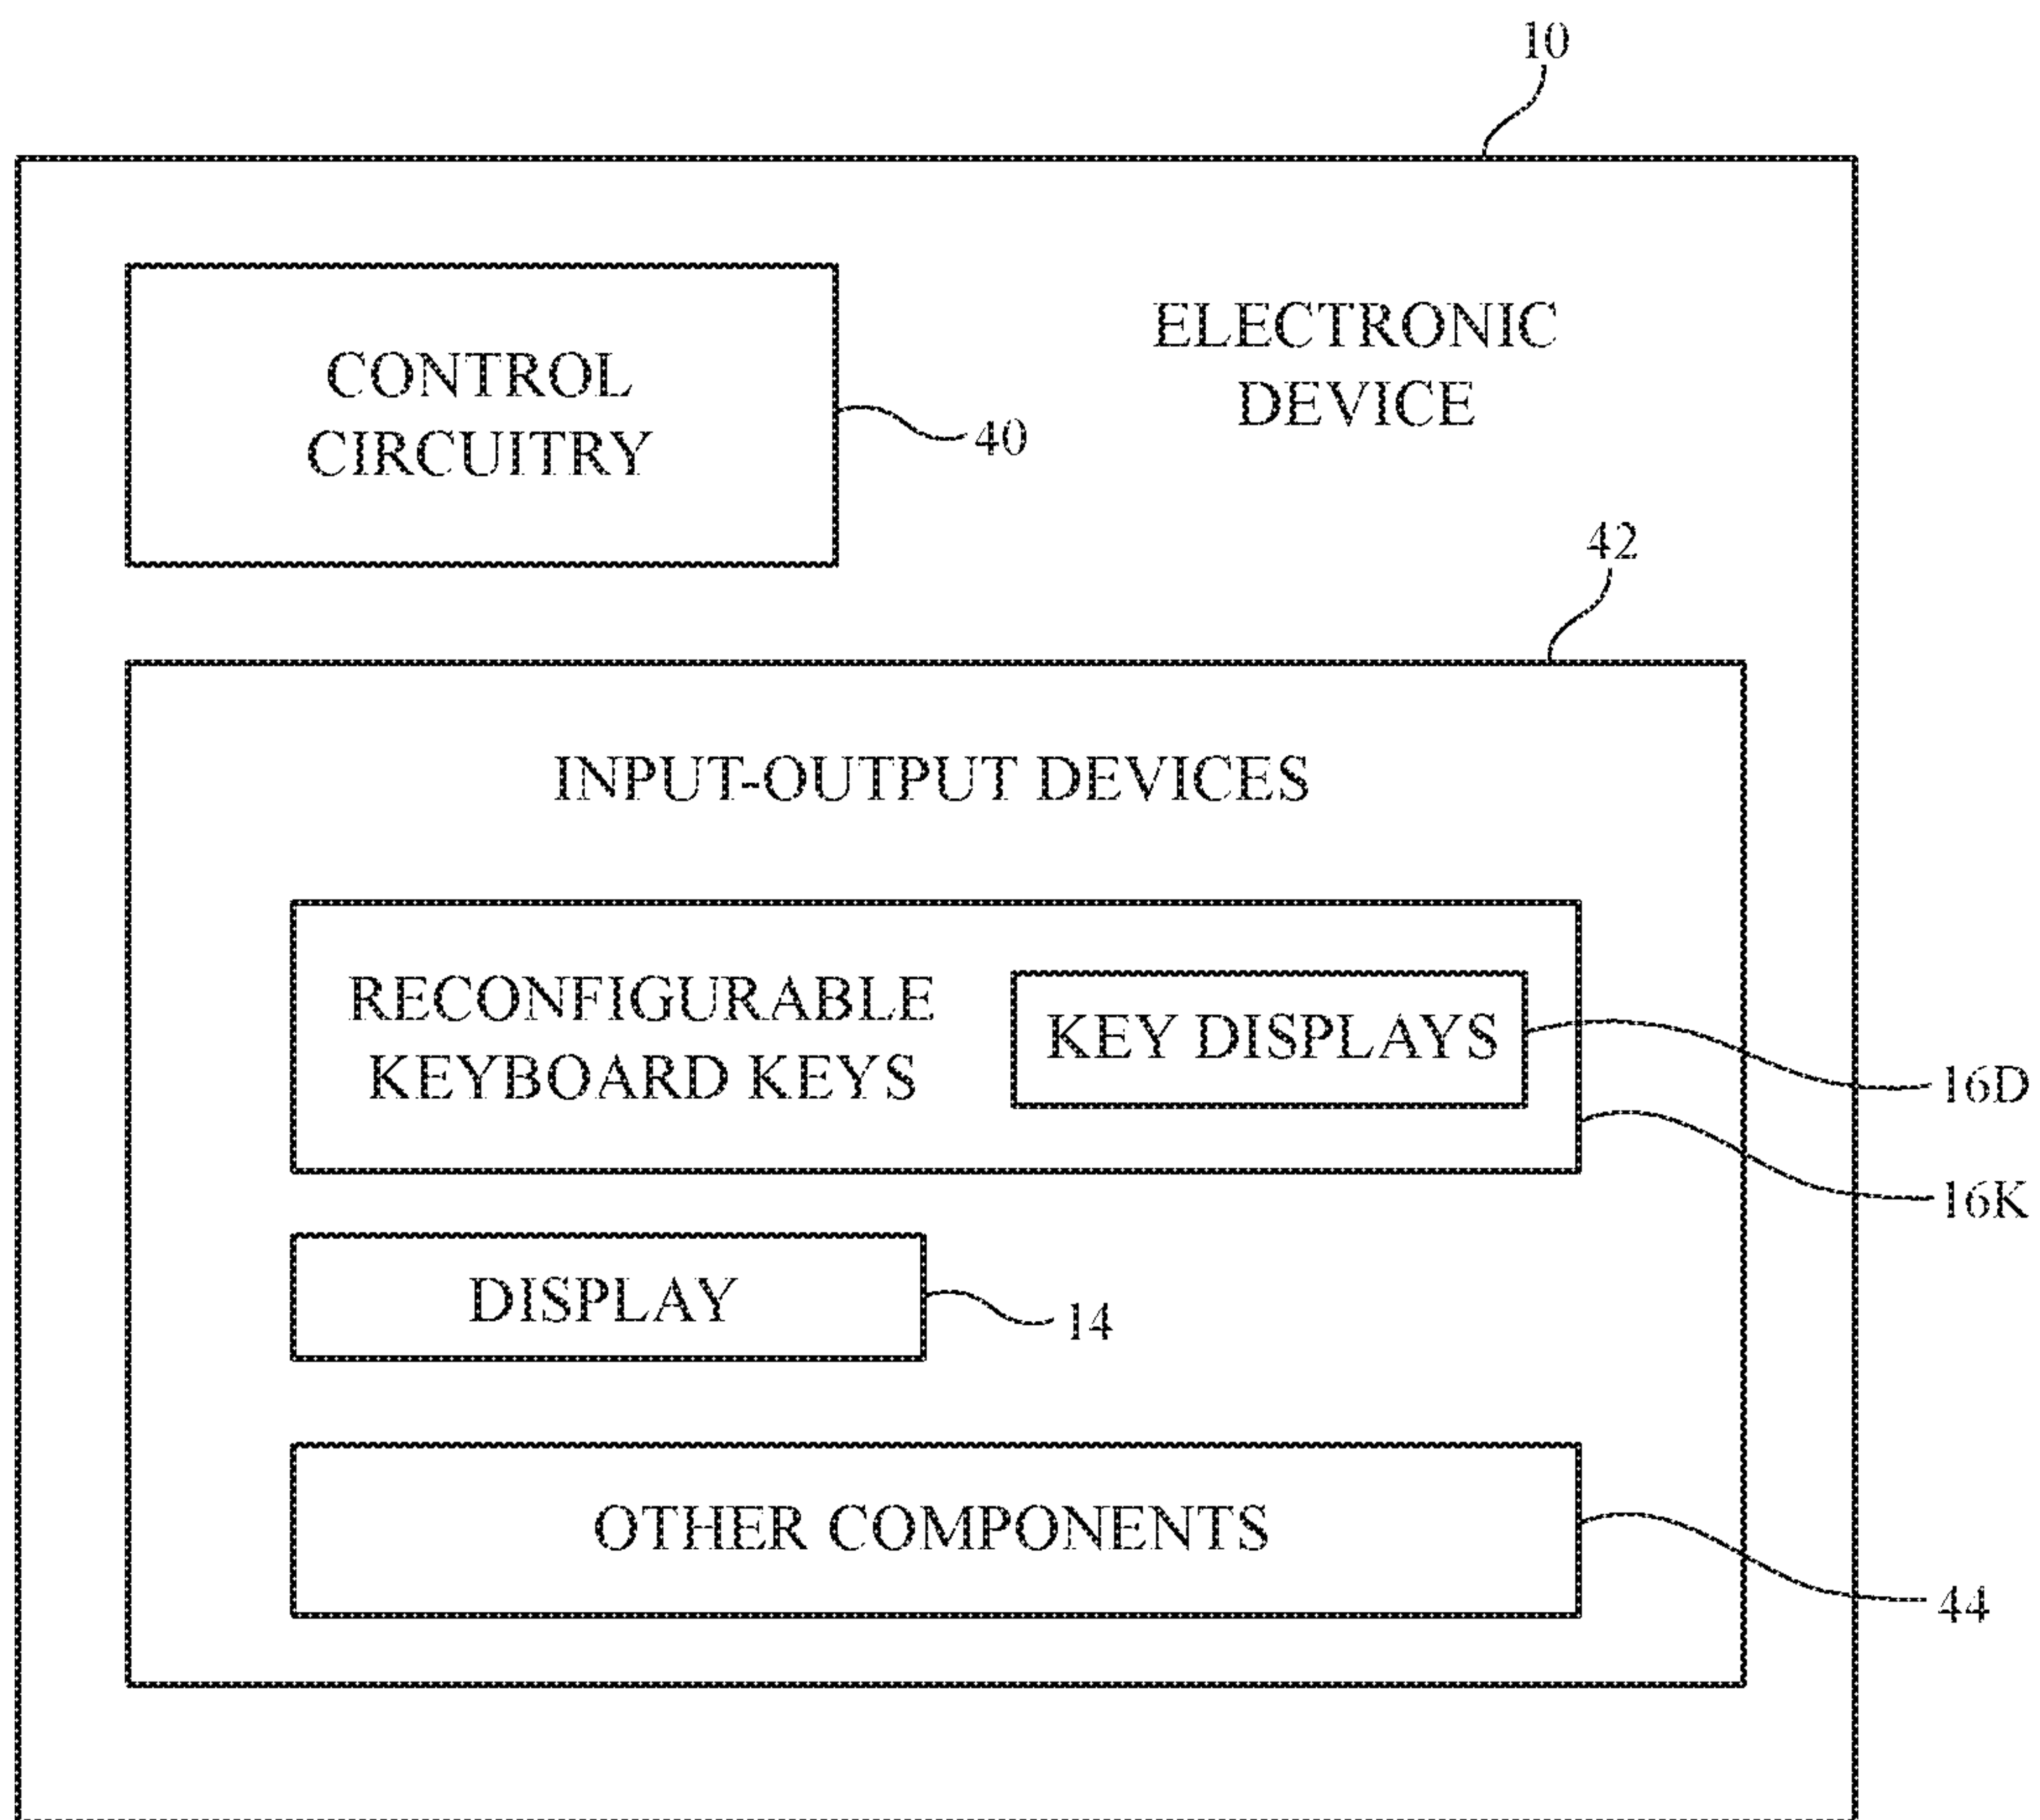 10
CONTROL
CIRCUITRY
40
ELECTRONIC
DEVICE
42
INPUT-OUTPUT DEVICES
RECONFIGURABLE
KEYBOARD KEYS
KEY DISPLAYS
16D
16K
DISPLAY
14
OTHER COMPONENTS
44